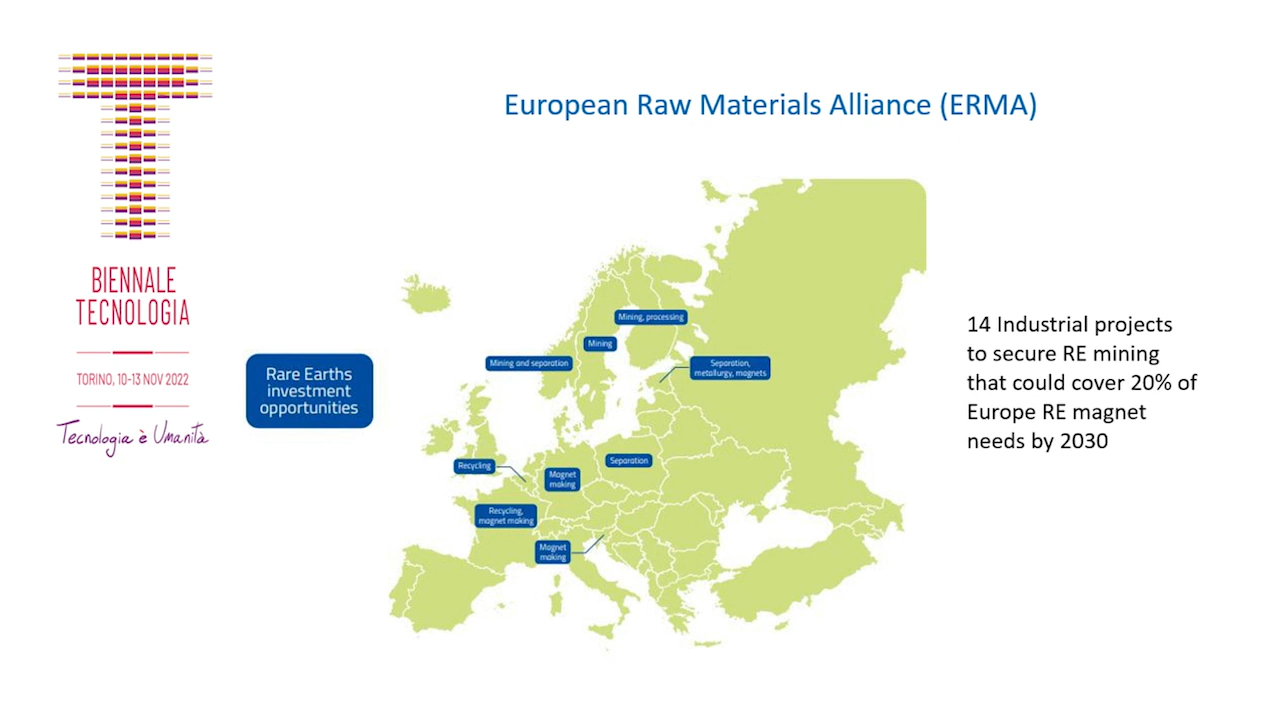 BIENNALE
TECNOLOGIA
TORINO, 10-13 NOV 2022
Tecnologia è Umanità
European Raw Materials Alliance (ERMA)
Rare Earths
investment
opportunities
Mining, processing
Mining
Mining and separation
Separation,
metallurgy, magnets
Recycling
Magnet
making
Separation
Recycling,
magnet making
Magnet
making
14 Industrial projects
to secure RE mining
that could cover 20% of
Europe RE magnet
needs by 2030